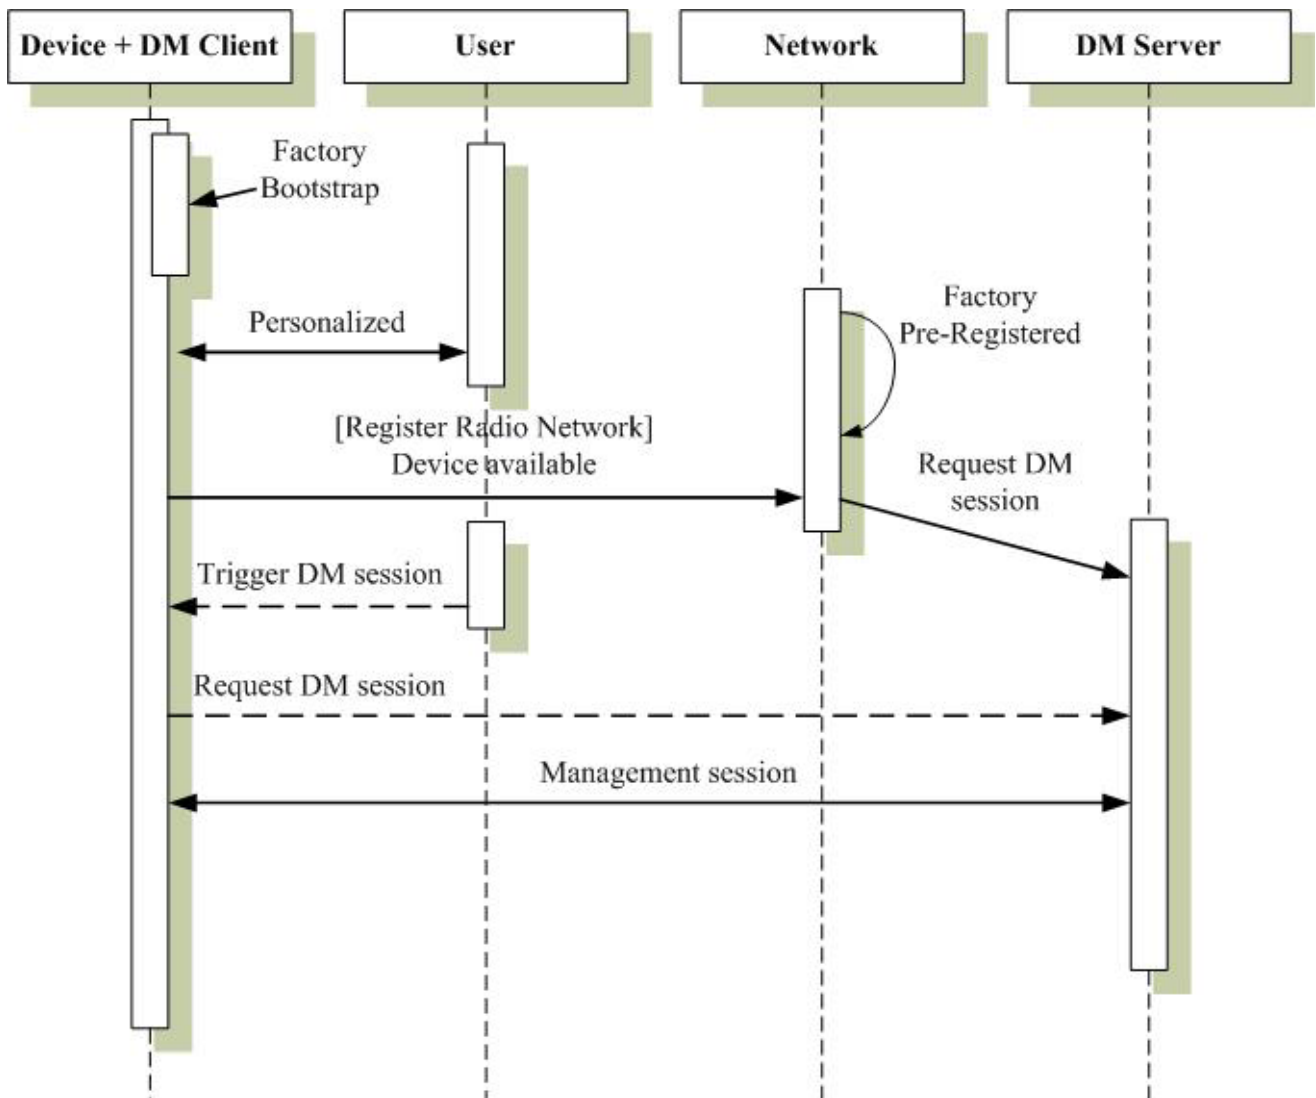 Device + DM Client
User
Network
DM Server
Factory
Bootstrap
Personalized
Factory
Pre-Registered
[Register Radio Network]
Device available
Request DM
session
Trigger DM session
Request DM session
Management session